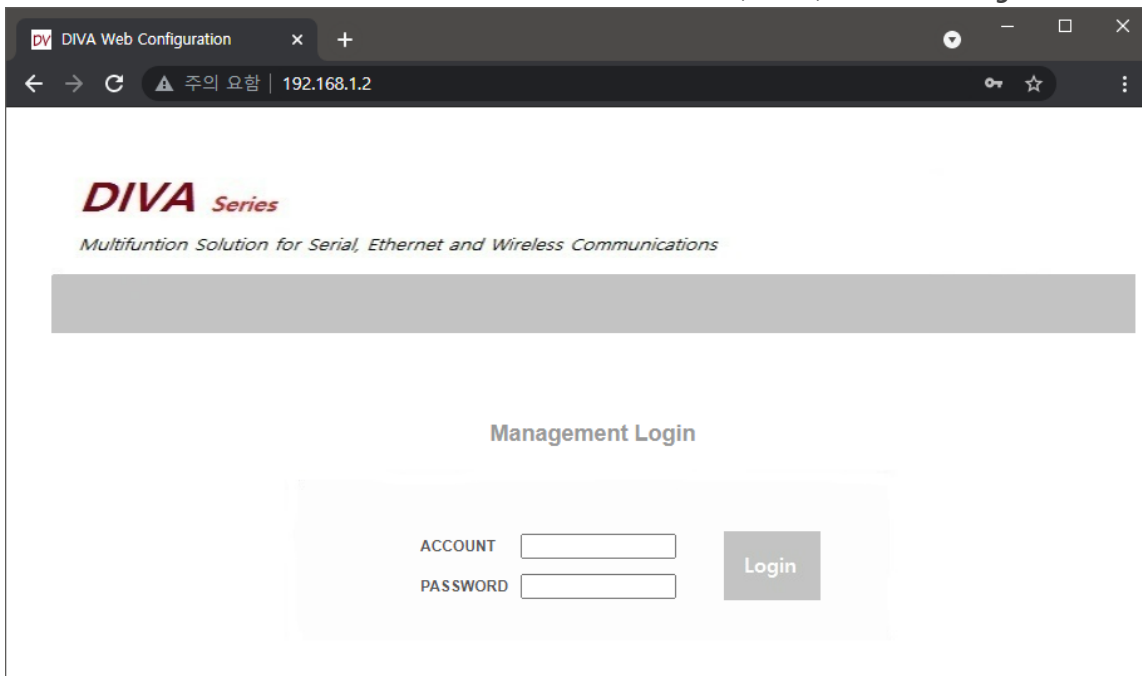 DV DIVA Web Configuration
주의 요함 192.168.1.2
DIVA Series
Multifuntion Solution for Serial, Ethernet and Wireless Communications
Management Login
ACCOUNT
Login
PASSWORD